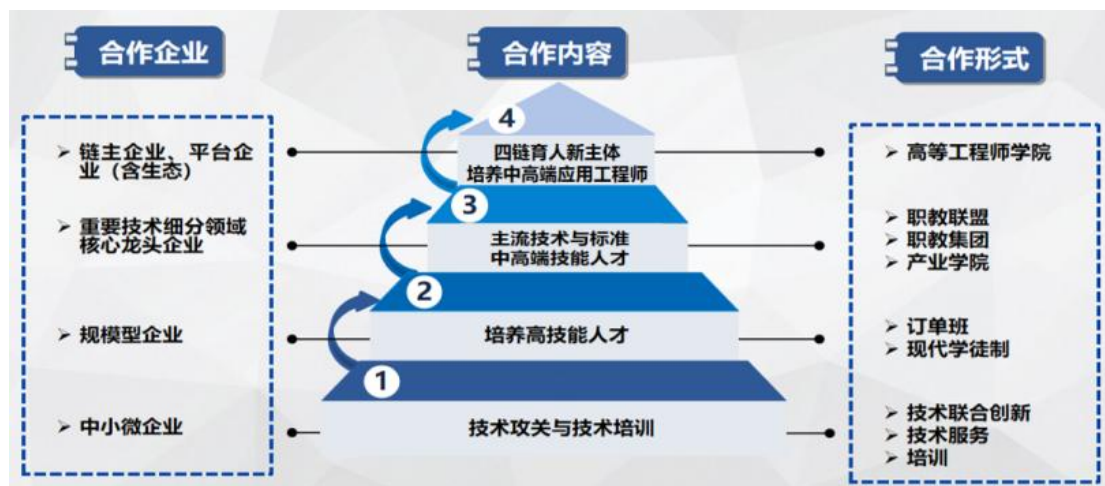 合作企业
合作内容
合作形式
➢ 链主企业、平台企
业（含生态）
➢ 重要技术细分领域
核心龙头企业
➢ 规模型企业
➢ 中小微企业
4
四链育人新主体
培养中高端应用工程师
3
主流技术与标准
中高端技能人才
2
培养高技能人才
1
技术攻关与技术培训
➢ 高等工程师学院
➢ 职教联盟
➢ 职教集团
➢ 产业学院
➢ 订单班
➢ 现代学徒制
➢ 技术联合创新
➢ 技术服务
➢ 培训